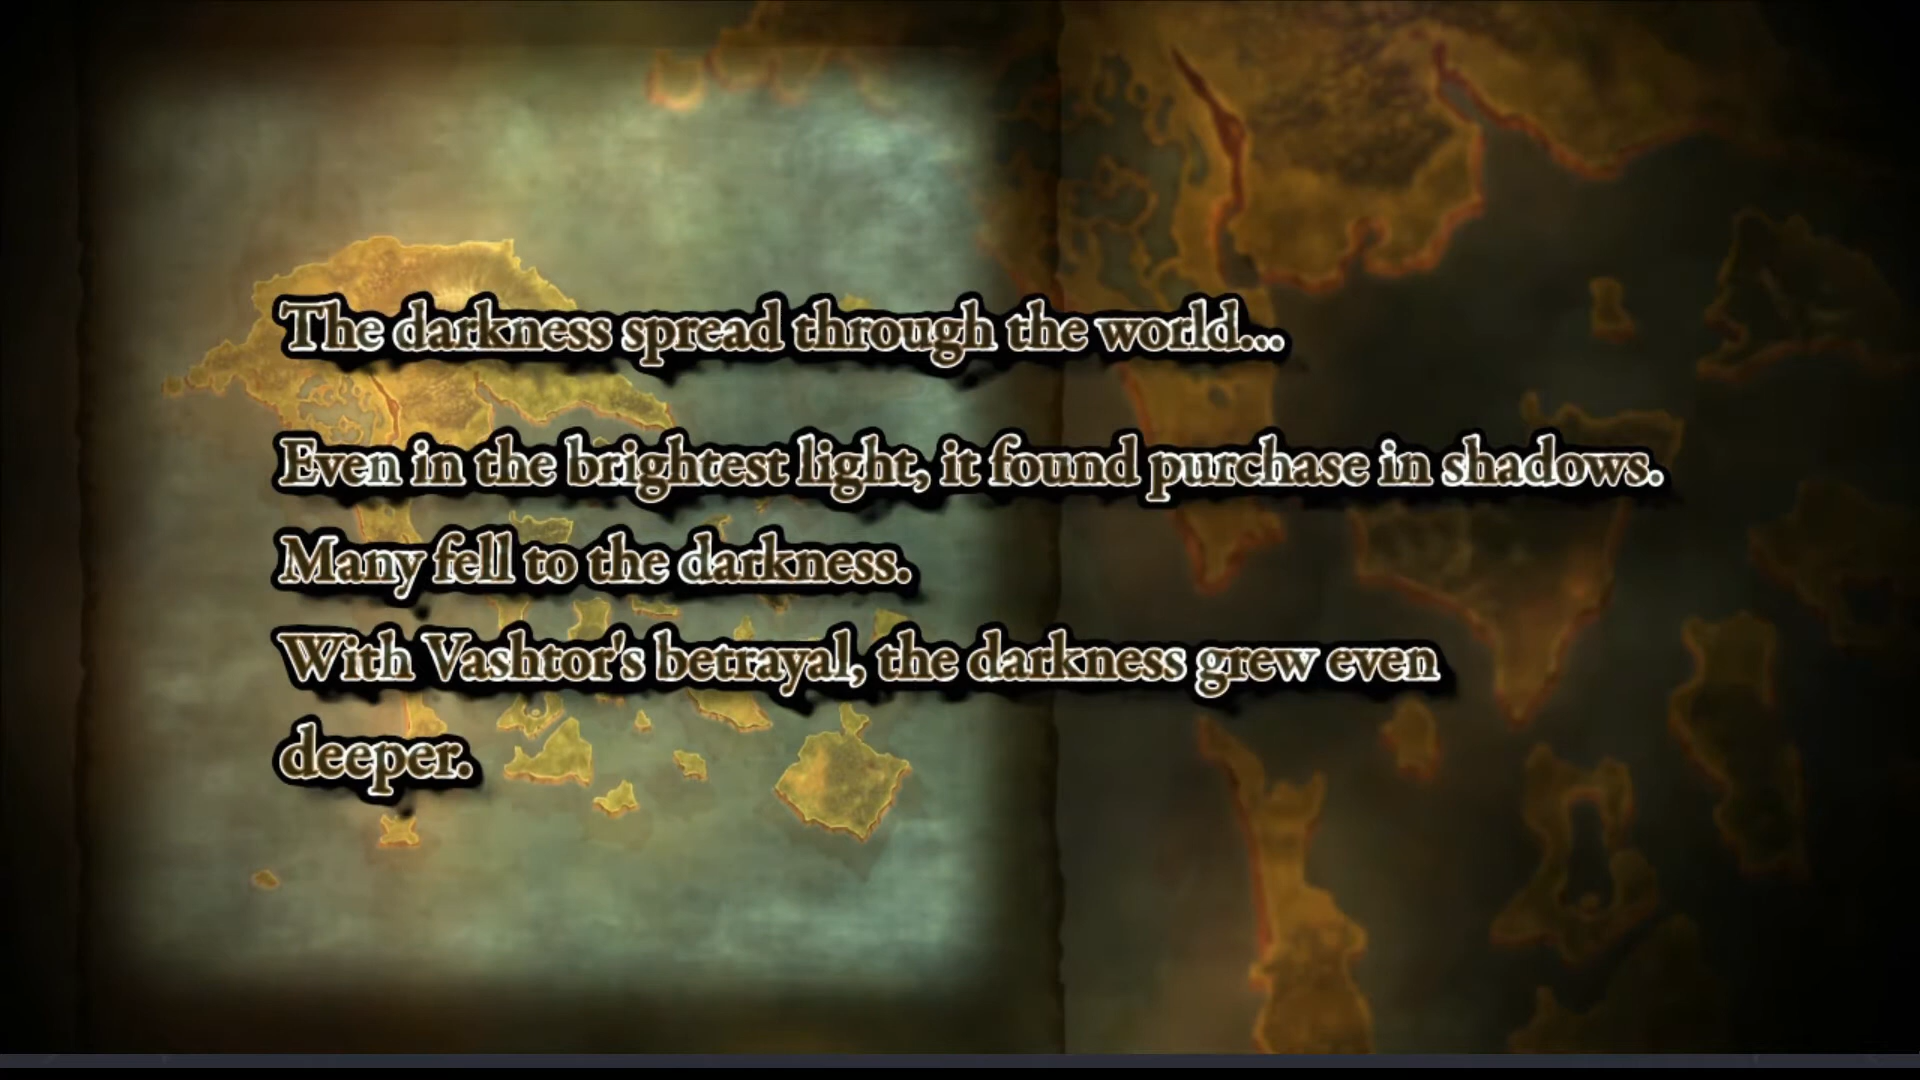 The darkness spread through the world...
Even in the brightest light, it found purchase in shadows.
Many fell to the darkness.
With Vashtor's betrayal, the darkness grew even
deeper.